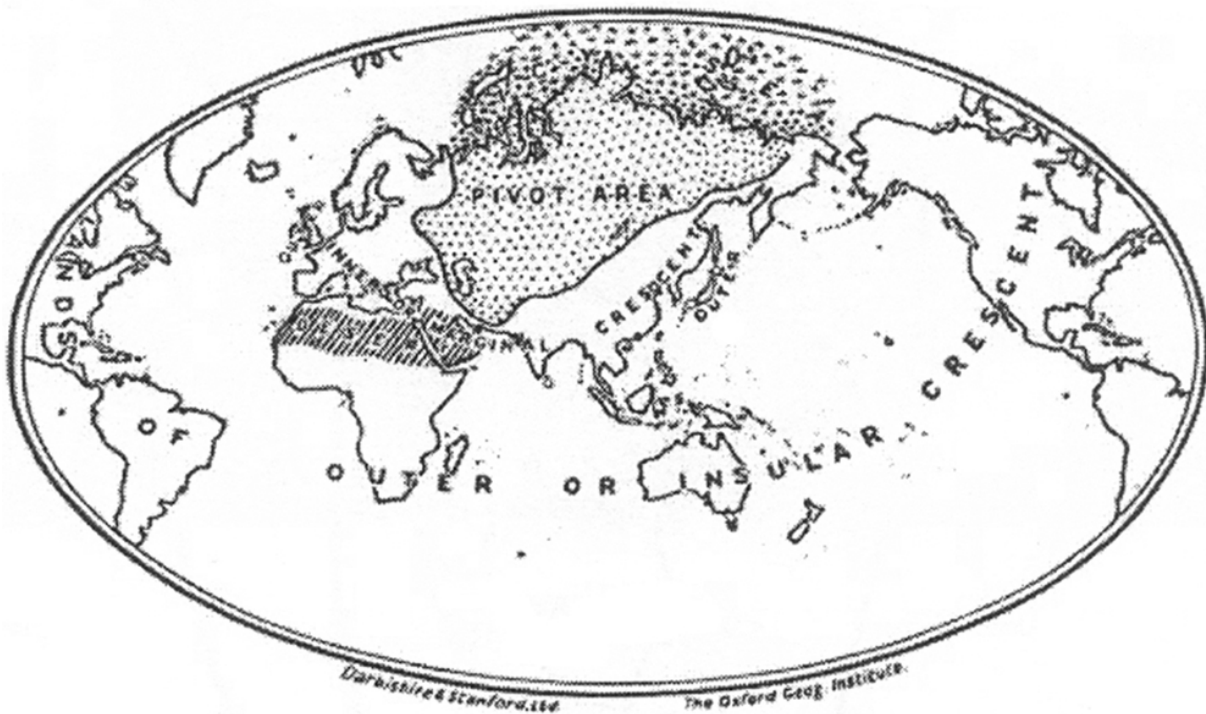 PIVOT AREA
INNER
MARGINAL
CRESCENT
OUTER
DESERT
LANDS
OF
OUTER OR INSULAR CRESCENT
Darbishire & Stanford, Ltd.
The Oxford Geog. Institute.